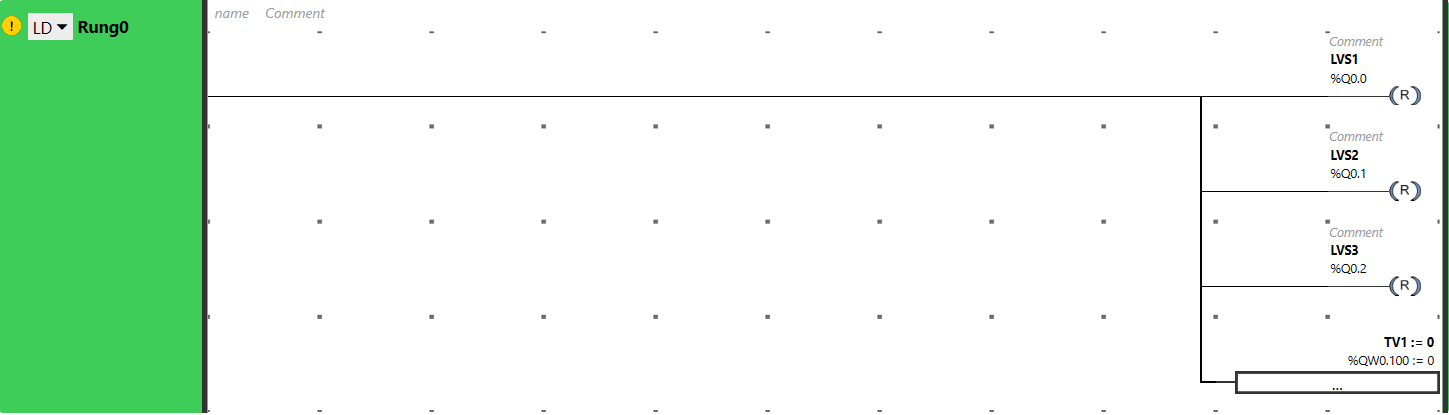 ! LD Rung0
name Comment
Comment
LVS1
%Q0.0
R
Comment
LVS2
%Q0.1
R
Comment
LVS3
%Q0.2
R
TV1 := 0
%QW0.100 := 0
...